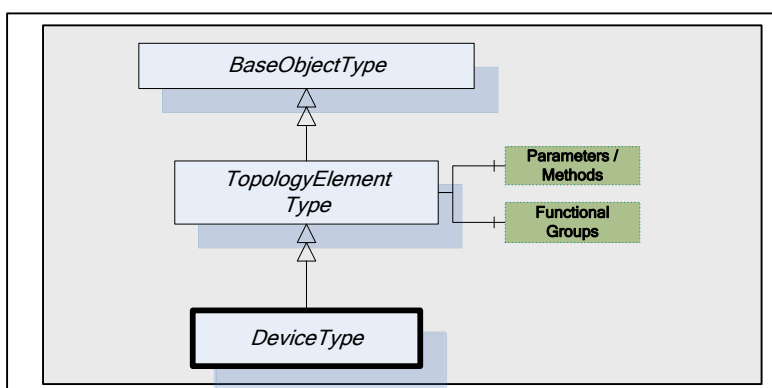 BaseObjectType
TopologyElement
Type
Parameters /
Methods
Functional
Groups
DeviceType